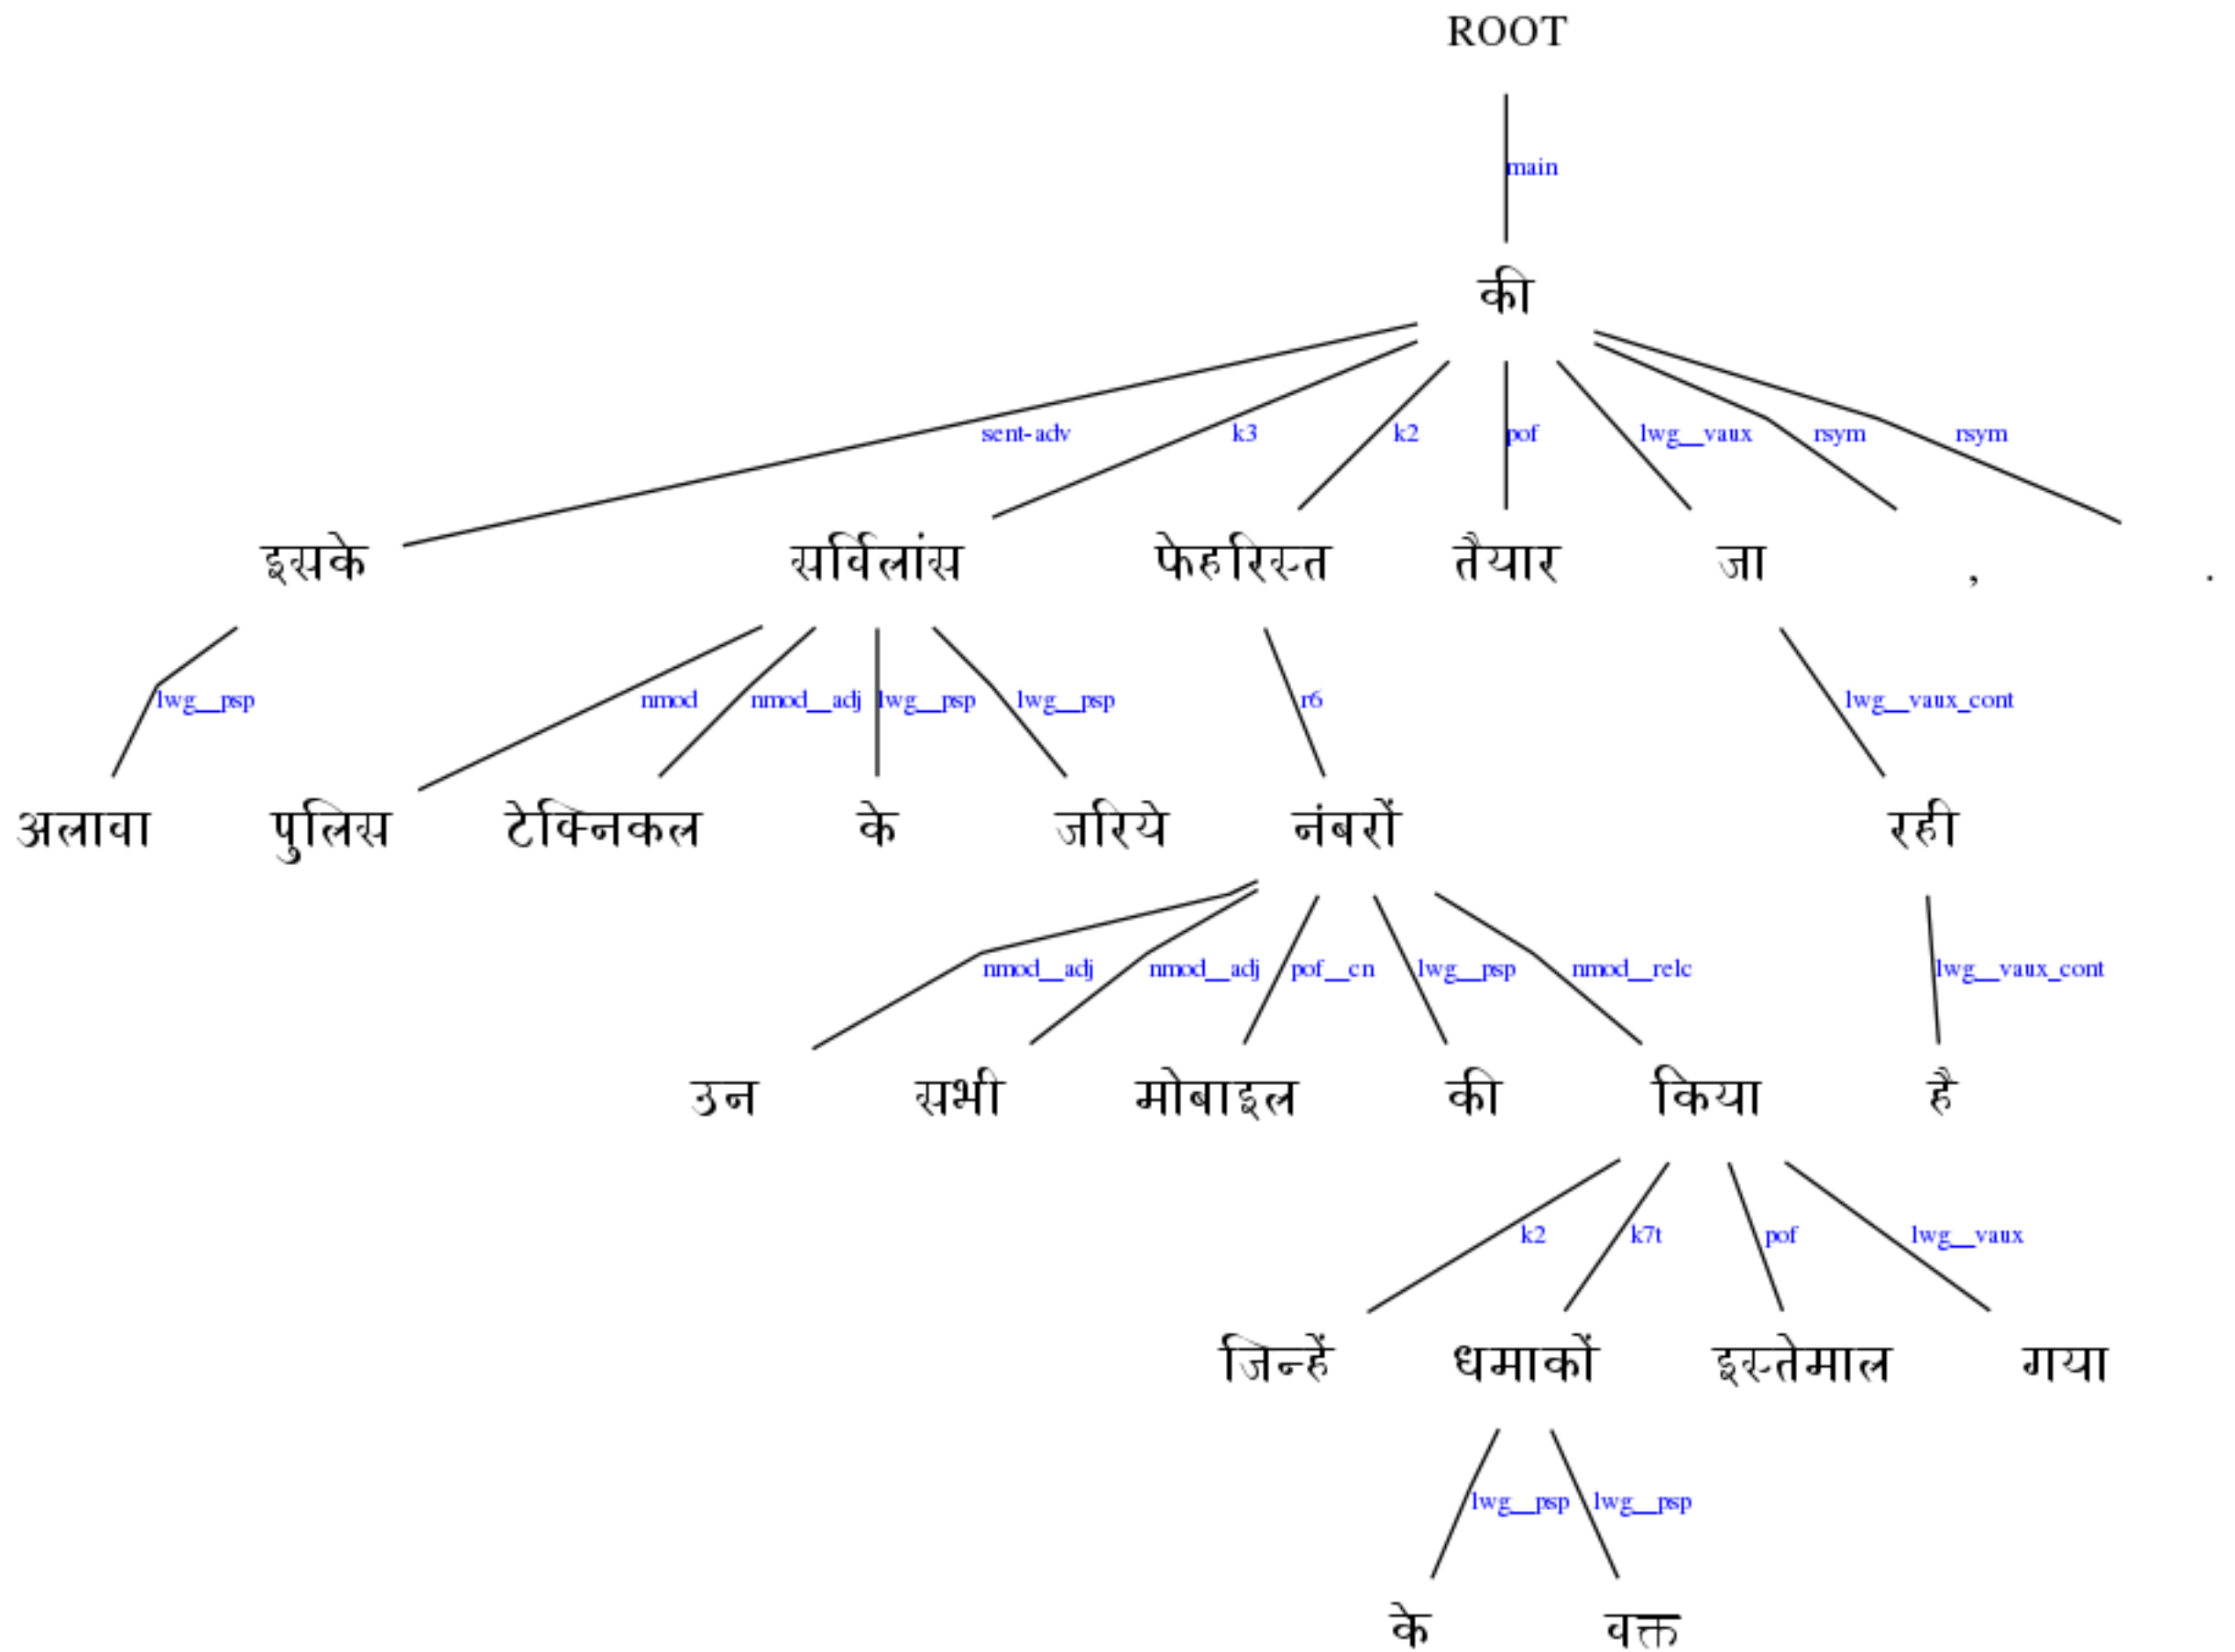 ROOT
main
की
sent-adv k3 k2 pof lwg__vaux rsym rsym
इसके सर्विलांस फेहरिस्त तैयार जा , .
lwg__psp nmod nmod__adj lwg__psp lwg__psp r6 lwg__vaux_cont
अलावा पुलिस टेक्निकल के जरिये नंबरों रही
nmod__adj nmod__adj pof__cn lwg__psp nmod__relc lwg__vaux_cont
उन सभी मोबाइल की किया है
k2 k7t pof lwg__vaux
जिन्हें धमाकों इस्तेमाल गया
lwg__psp lwg__psp
के वक्त